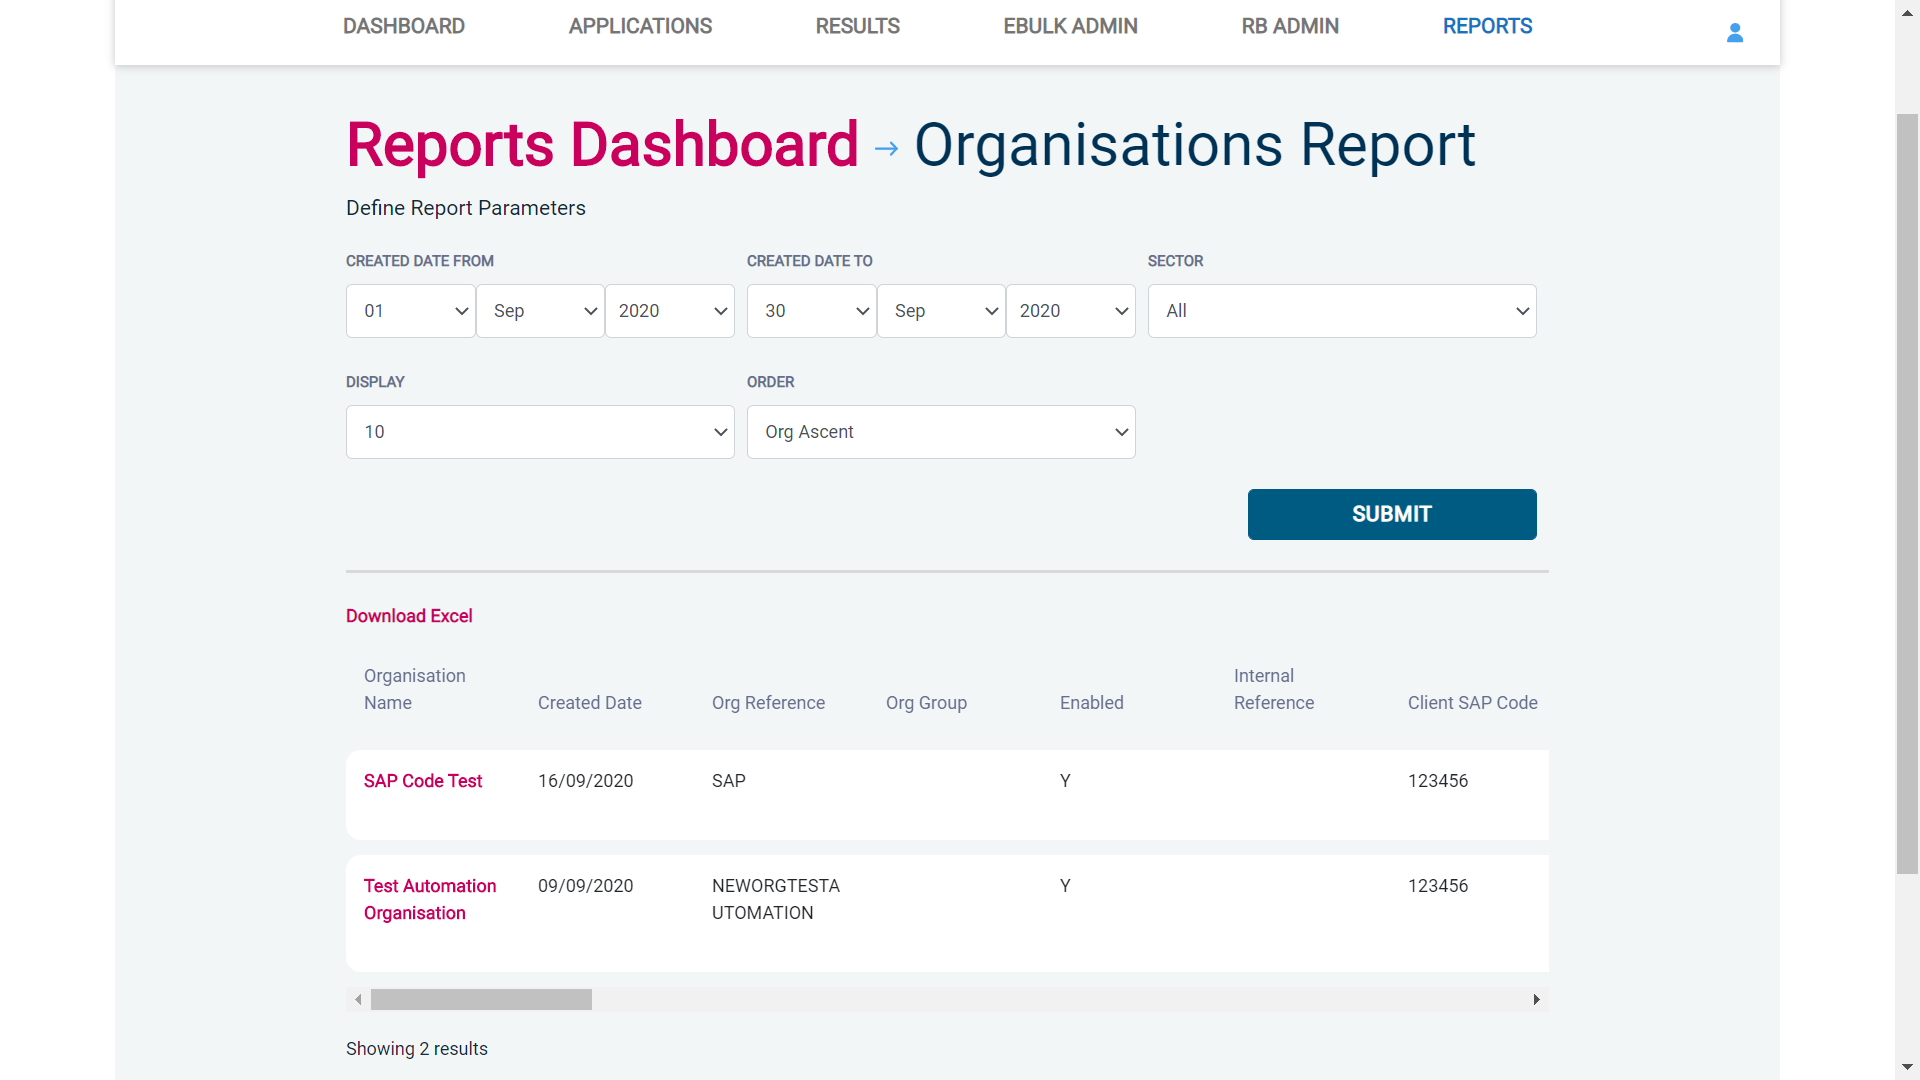 DASHBOARD APPLICATIONS RESULTS EBULK ADMIN RB ADMIN REPORTS
Reports Dashboard → Organisations Report
Define Report Parameters
CREATED DATE FROM CREATED DATE TO SECTOR
01 Sep 2020 30 Sep 2020 All
DISPLAY ORDER
10 Org Ascent
SUBMIT
Download Excel
Organisation Internal
Name Created Date Org Reference Org Group Enabled Reference Client SAP Code
SAP Code Test 16/09/2020 SAP Y 123456
Test Automation 09/09/2020 NEWORGTESTA Y 123456
Organisation UTOMATION
Showing 2 results